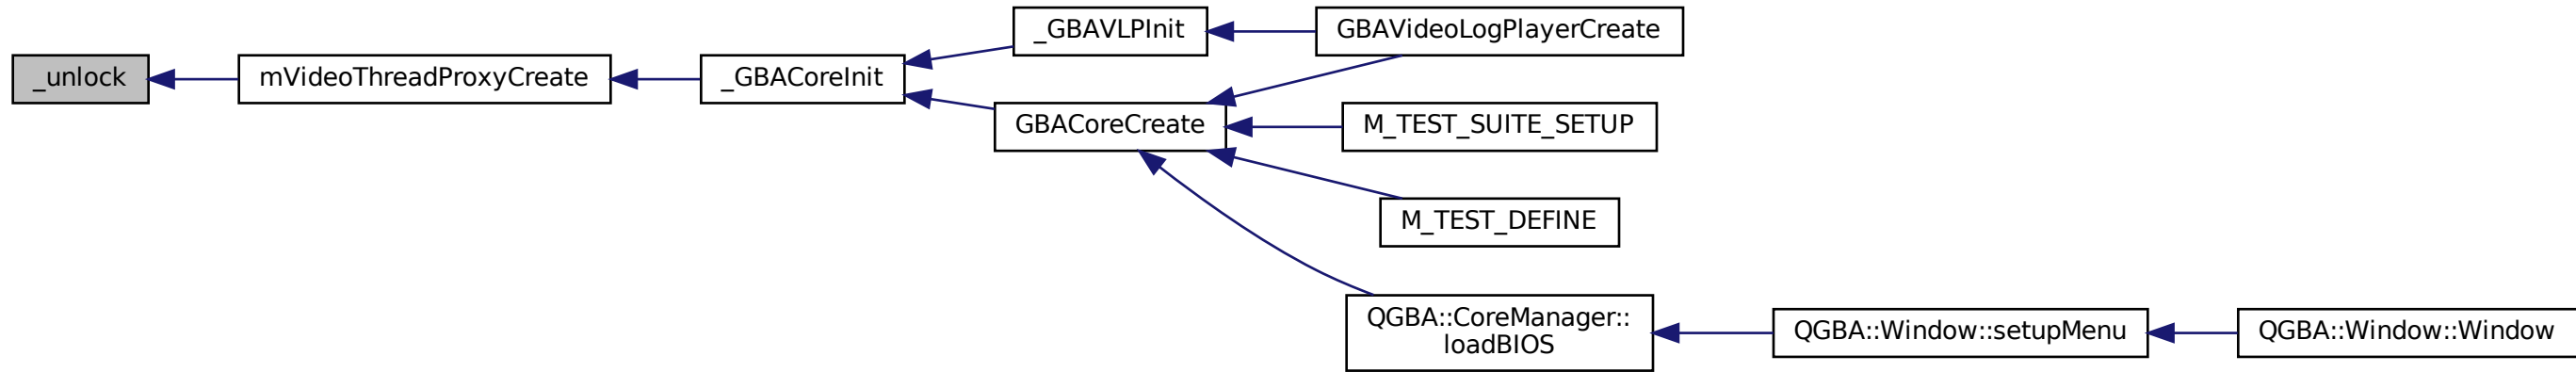 _unlock
mVideoThreadProxyCreate
_GBACoreInit
_GBAVLPInit
GBAVideoLogPlayerCreate
GBACoreCreate
M_TEST_SUITE_SETUP
M_TEST_DEFINE
QGBA::CoreManager::
loadBIOS
QGBA::Window::setupMenu
QGBA::Window::Window